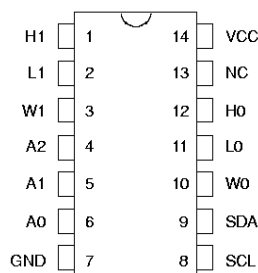 H1 1 14 VCC
L1 2 13 NC
W1 3 12 H0
A2 4 11 L0
A1 5 10 W0
A0 6 9 SDA
GND 7 8 SCL